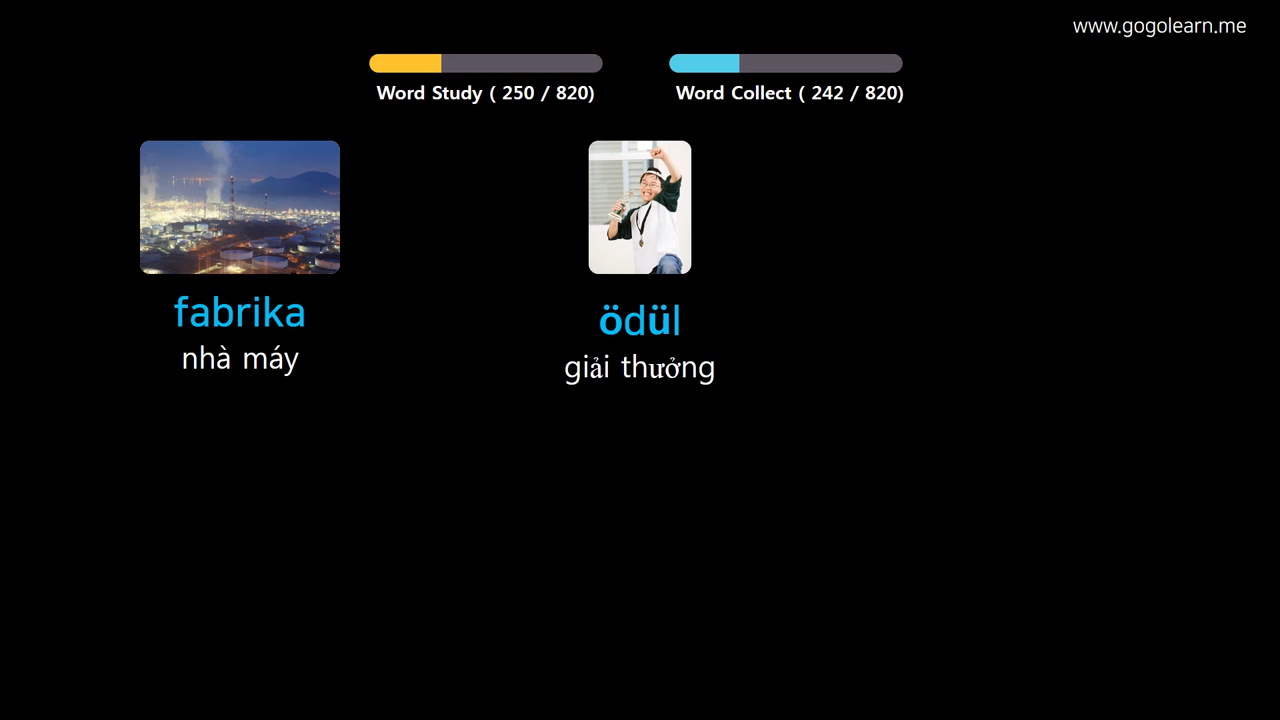 www.gogolearn.me
Word Study ( 250 / 820)
Word Collect ( 242 / 820)
fabrika
nhà máy
ödül
giải thưởng